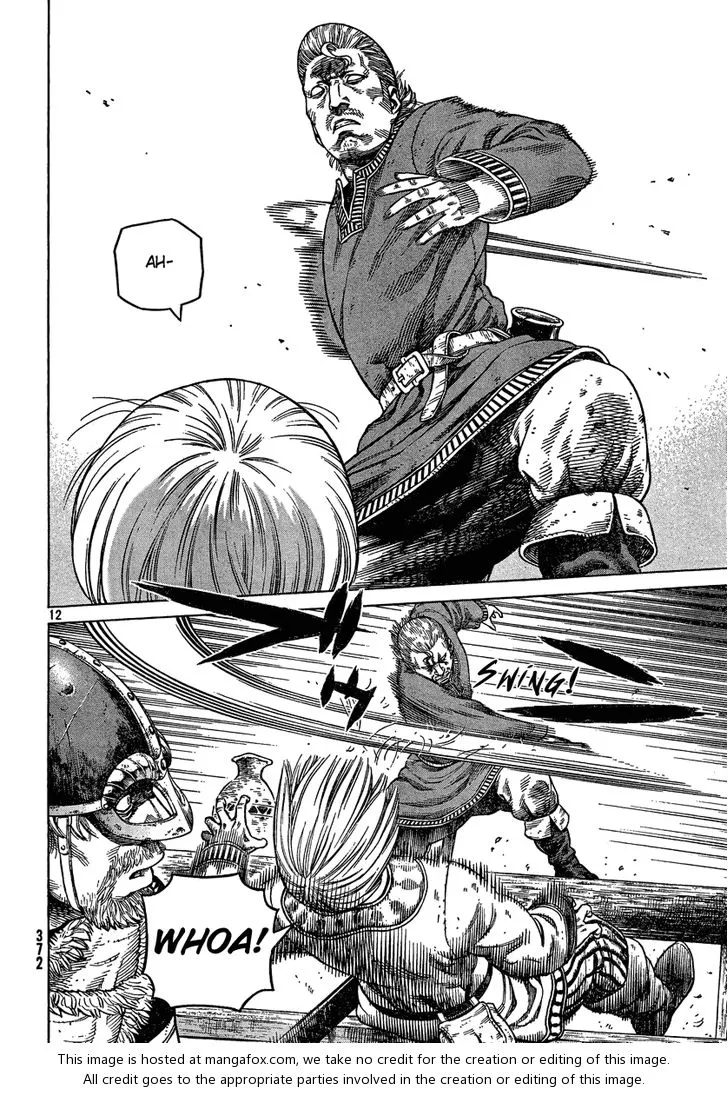 AH-
12
SWING!
ブン
WHOA!
372
This image is hosted at mangafox.com, we take no credit for the creation or editing of this image.
All credit goes to the appropriate parties involved in the creation or editing of this image.